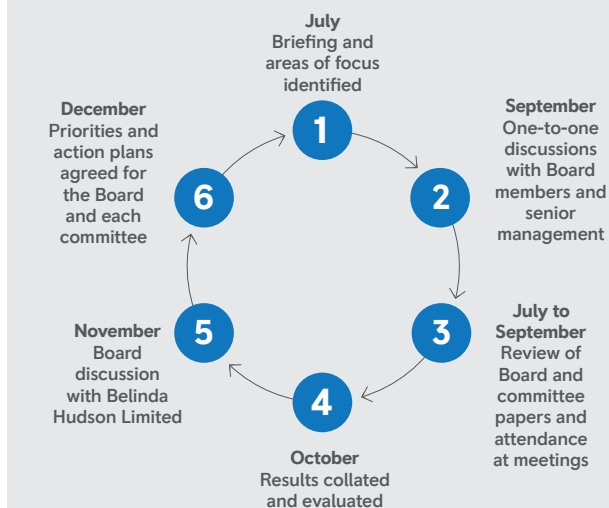 July
Briefing and
areas of focus
identified
1
September
One-to-one
discussions
with Board
members and
senior
management
2
July to
September
Review of
Board and
committee
papers and
attendance
at meetings
3
4
October
Results collated
and evaluated
November
Board
discussion
with Belinda
Hudson Limited
5
December
Priorities and
action plans
agreed for
the Board
and each
committee
6